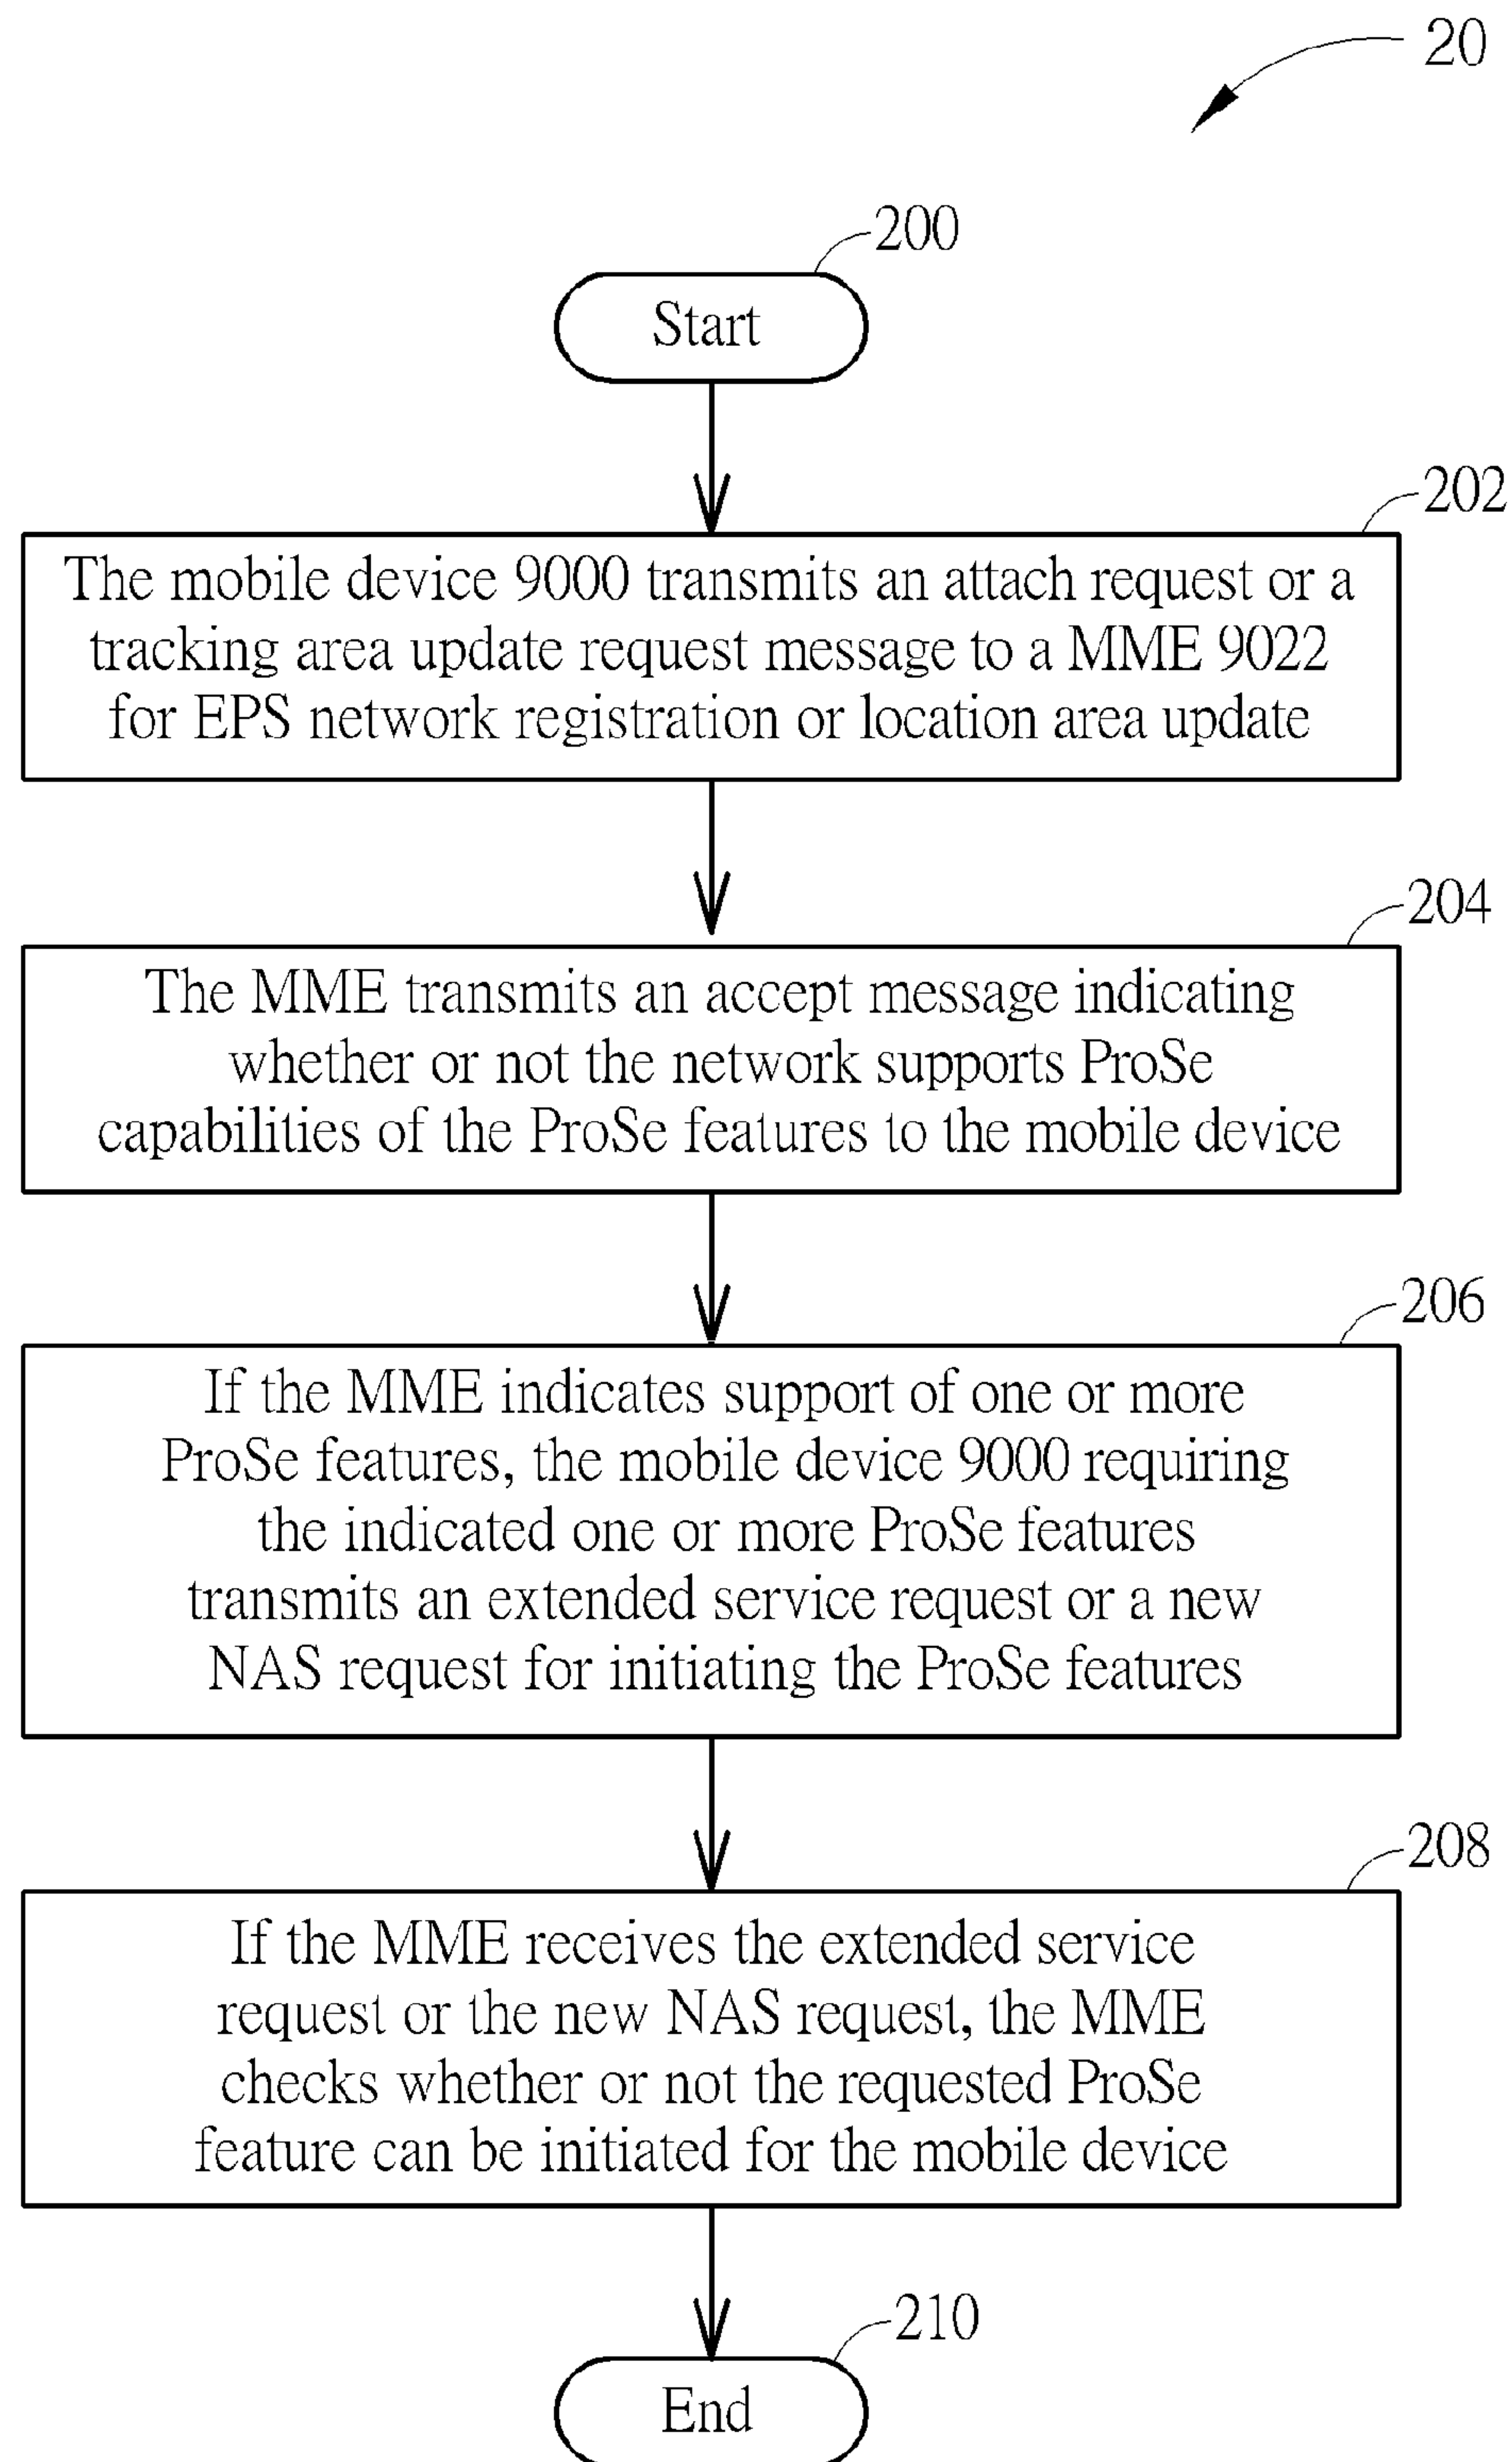 20
200
Start
202
The mobile device 9000 transmits an attach request or a
tracking area update request message to a MME 9022
for EPS network registration or location area update
204
The MME transmits an accept message indicating
whether or not the network supports ProSe
capabilities of the ProSe features to the mobile device
206
If the MME indicates support of one or more
ProSe features, the mobile device 9000 requiring
the indicated one or more ProSe features
transmits an extended service request or a new
NAS request for initiating the ProSe features
208
If the MME receives the extended service
request or the new NAS request, the MME
checks whether or not the requested ProSe
feature can be initiated for the mobile device
210
End